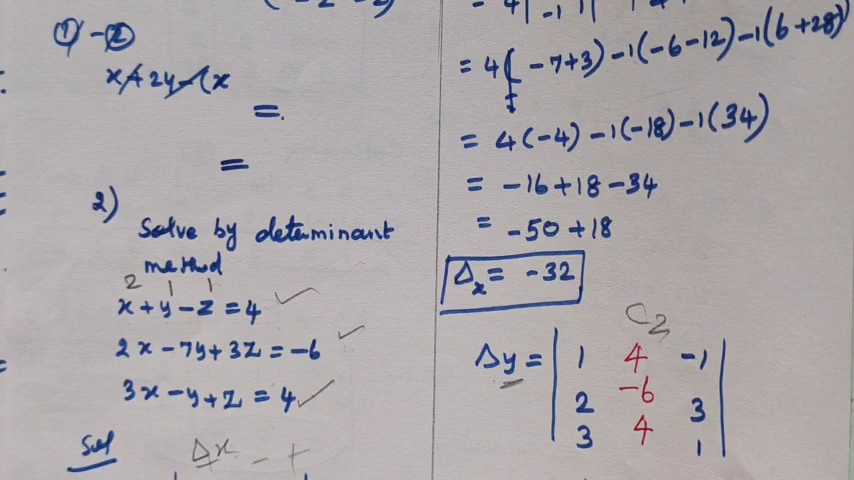 ① - ②
x + 2y - (x
=.
=
2)
Solve by determinant
method
2 1 1
x + y - z = 4
2x - 7y + 3z = -6
3x - y + z = 4
Sol
Δx - +
= 4( -7+3) - 1(-6-12) - 1(6+28)
= 4(-4) - 1(-18) - 1(34)
= -16 + 18 - 34
= -50 + 18
Δx = -32
C2
Δy = | 1 4 -1 |
2 -6 3
3 4 1